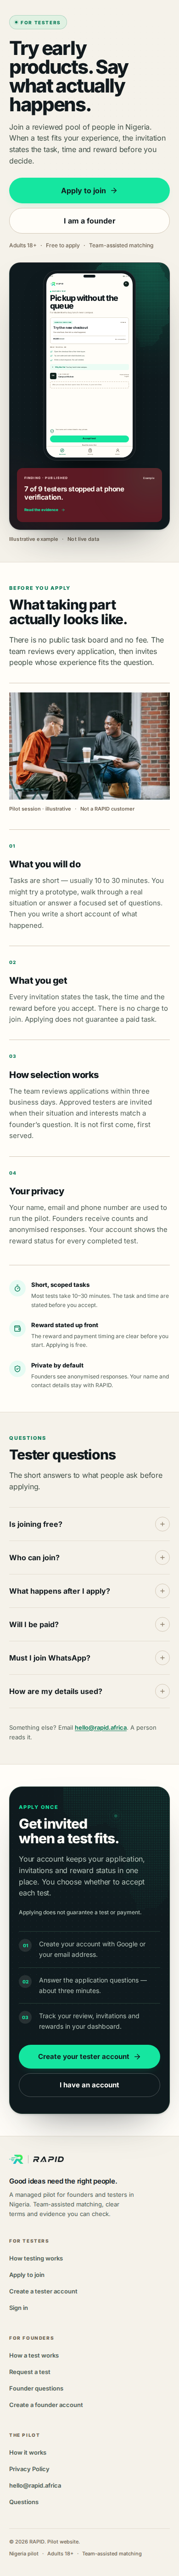 FOR TESTERS
Try early
products. Say
what actually
happens.
Join a reviewed pool of people in Nigeria.
When a test fits your experience, the invitation
states the task, time and reward before you
decide.
Apply to join →
I am a founder
Adults 18+ · Free to apply · Team-assisted matching
Pickup without the
queue
Try the new checkout
FINDING · PUBLISHED
7 of 9 testers stopped at phone
verification.
Read the evidence →
Illustrative example · Not live data
BEFORE YOU APPLY
What taking part
actually looks like.
There is no public task board and no fee. The
team reviews every application, then invites
people whose experience fits the question.
Pilot session · Illustrative · Not a RAPID customer
01
What you will do
Tasks are short — usually 10 to 30 minutes. You
might try a prototype, walk through a real
situation or answer a focused set of questions.
Then you write a short account of what
happened.
02
What you get
Every invitation states the task, the time and the
reward before you accept. There is no charge to
join. Applying does not guarantee a paid task.
03
How selection works
The team reviews applications within three
business days. Approved testers are invited
when their situation and interests match a
founder's question. It is not first come, first
served.
04
Your privacy
Your name, email and phone number are used to
run the pilot. Founders receive counts and
anonymised responses. Your account shows the
reward status for every completed test.
Short, scoped tasks
Most tests take 10–30 minutes. The task and time are
stated before you accept.
Reward stated up front
The reward and payment timing are clear before you
start. Applying is free.
Private by default
Founders see anonymised responses. Your name and
contact details stay with RAPID.
QUESTIONS
Tester questions
The short answers to what people ask before
applying.
Is joining free? +
Who can join? +
What happens after I apply? +
Will I be paid? +
Must I join WhatsApp? +
How are my details used? +
Something else? Email hello@rapid.africa. A person
reads it.
APPLY ONCE
Get invited
when a test fits.
Your account keeps your application,
invitations and reward status in one
place. You choose whether to accept
each test.
Applying does not guarantee a test or payment.
01 Create your account with Google or
your email address.
02 Answer the application questions —
about three minutes.
03 Track your review, invitations and
rewards in your dashboard.
Create your tester account →
I have an account
RAPID
Good ideas need the right people.
A managed pilot for founders and testers in
Nigeria. Team-assisted matching, clear
terms and evidence you can check.
FOR TESTERS
How testing works
Apply to join
Create a tester account
Sign in
FOR FOUNDERS
How a test works
Request a test
Founder questions
Create a founder account
THE PILOT
How it works
Privacy Policy
hello@rapid.africa
Questions
© 2026 RAPID. Pilot website.
Nigeria pilot · Adults 18+ · Team-assisted matching